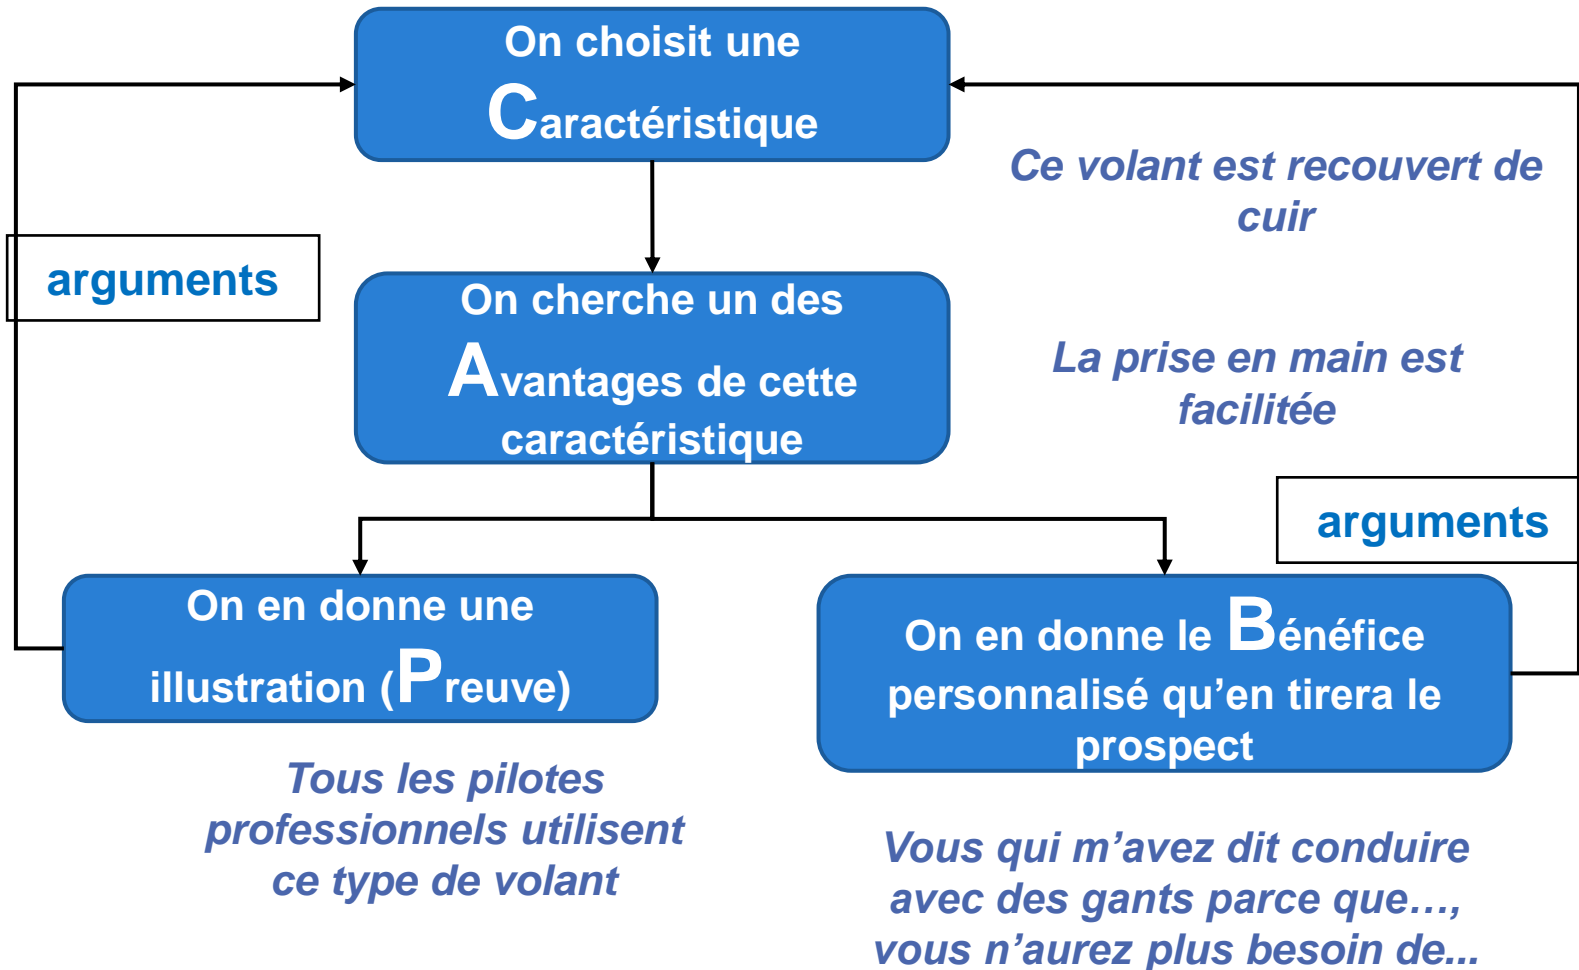 On choisit une
Caractéristique
Ce volant est recouvert de
cuir
arguments
On cherche un des
Avantages de cette
caractéristique
La prise en main est
facilitée
arguments
On en donne une
illustration (Preuve)
On en donne le Bénéfice
personnalisé qu’en tirera le
prospect
Tous les pilotes
professionnels utilisent
ce type de volant
Vous qui m’avez dit conduire
avec des gants parce que…,
vous n’aurez plus besoin de...